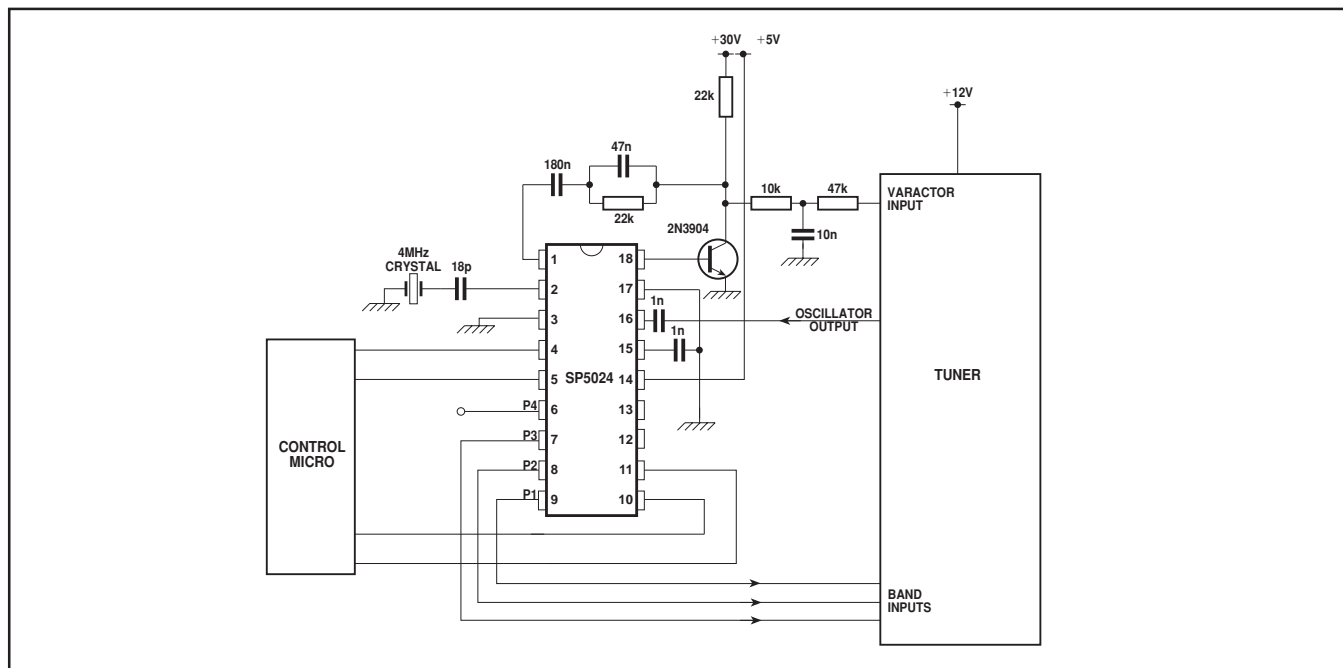 +30V +5V
22k
+12V
47n
180n
22k
10k 47k
VARACTOR
INPUT
2N3904
10n
4MHz
CRYSTAL
18p
1 18
2 17
3 16
1n
OSCILLATOR
OUTPUT
4 15
1n
5 SP5024 14
TUNER
P4 6 13
P3 7 12
CONTROL
MICRO
P2 8 11
P1 9 10
BAND
INPUTS